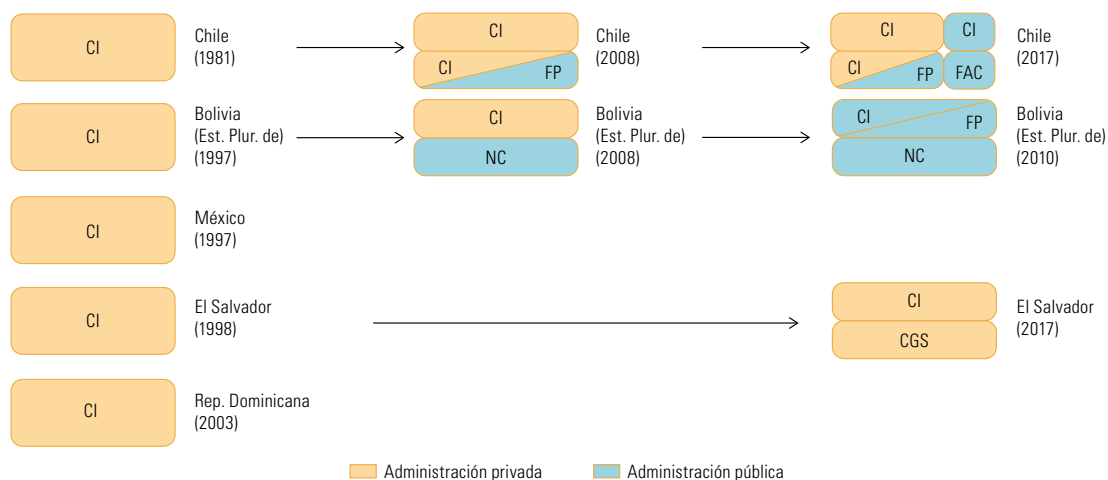 CI
Chile
(1981)
CI
CI
FP
Chile
(2008)
CI
CI
CI
FP
FAC
Chile
(2017)
CI
Bolivia
(Est. Plur. de)
(1997)
CI
NC
Bolivia
(Est. Plur. de)
(2008)
CI
FP
NC
Bolivia
(Est. Plur. de)
(2010)
CI
México
(1997)
CI
El Salvador
(1998)
CI
CGS
El Salvador
(2017)
CI
Rep. Dominicana
(2003)
Administración privada
Administración pública